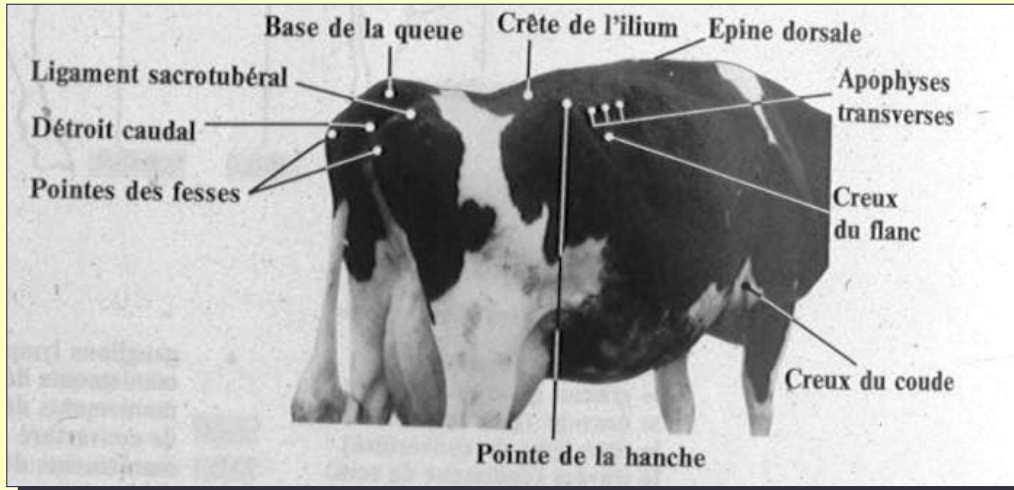 Base de la queue
Crête de l'ilium
Epine dorsale
Ligament sacrotubéral
Apophyses
transverses
Détroit caudal
Pointes des fesses
Creux
du flanc
Creux du coude
Pointe de la hanche